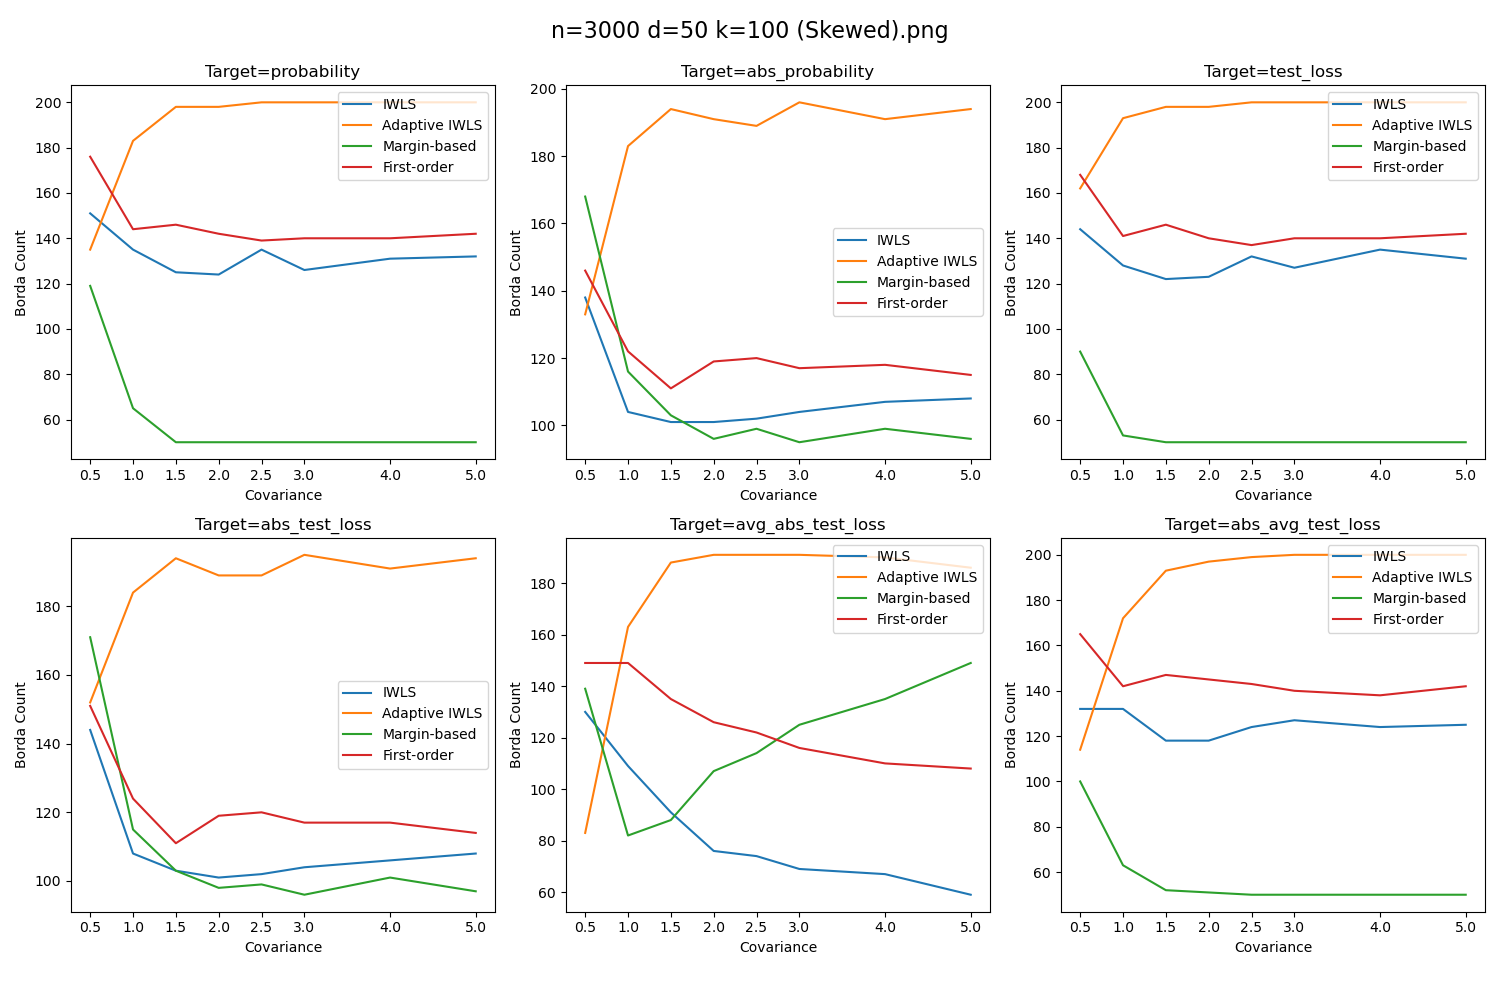 n=3000 d=50 k=100 (Skewed).png
Target=probability
200
180
160
140
120
100
80
60
Borda Count
IWLS
Adaptive IWLS
Margin-based
First-order
0.5 1.0 1.5 2.0 2.5 3.0 4.0 5.0
Covariance
Target=abs_probability
200
180
160
140
120
100
Borda Count
IWLS
Adaptive IWLS
Margin-based
First-order
0.5 1.0 1.5 2.0 2.5 3.0 4.0 5.0
Covariance
Target=test_loss
200
180
160
140
120
100
80
60
Borda Count
IWLS
Adaptive IWLS
Margin-based
First-order
0.5 1.0 1.5 2.0 2.5 3.0 4.0 5.0
Covariance
Target=abs_test_loss
180
160
140
120
100
Borda Count
IWLS
Adaptive IWLS
Margin-based
First-order
0.5 1.0 1.5 2.0 2.5 3.0 4.0 5.0
Covariance
Target=avg_abs_test_loss
180
160
140
120
100
80
60
Borda Count
IWLS
Adaptive IWLS
Margin-based
First-order
0.5 1.0 1.5 2.0 2.5 3.0 4.0 5.0
Covariance
Target=abs_avg_test_loss
200
180
160
140
120
100
80
60
Borda Count
IWLS
Adaptive IWLS
Margin-based
First-order
0.5 1.0 1.5 2.0 2.5 3.0 4.0 5.0
Covariance